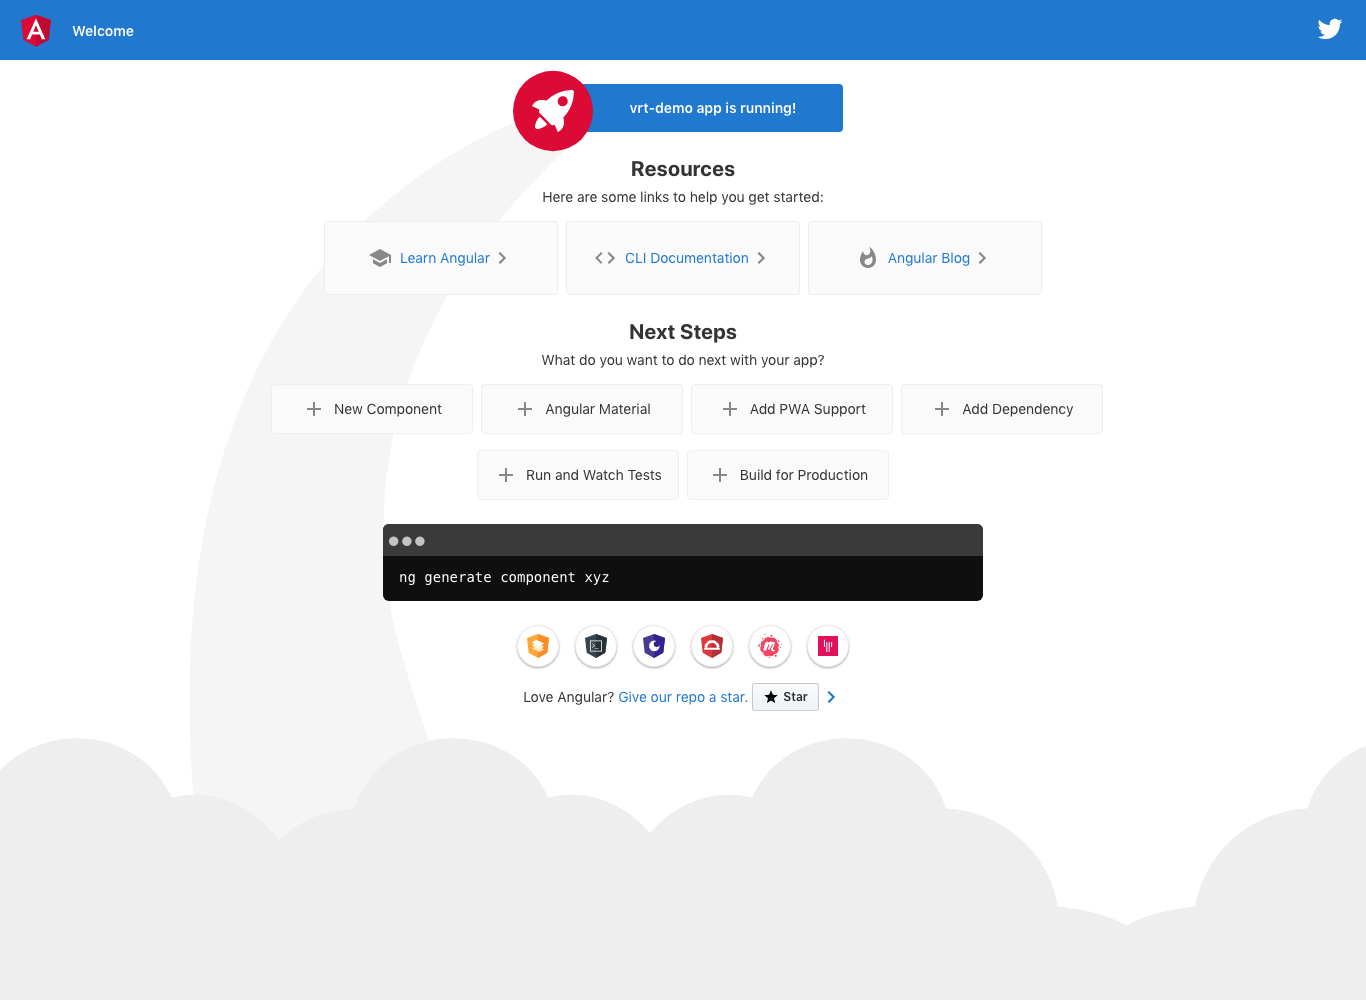 Welcome
vrt-demo app is running!
Resources
Here are some links to help you get started:
Learn Angular
CLI Documentation
Angular Blog
Next Steps
What do you want to do next with your app?
New Component
Angular Material
Add PWA Support
Add Dependency
Run and Watch Tests
Build for Production
ng generate component xyz
Love Angular? Give our repo a star. Star